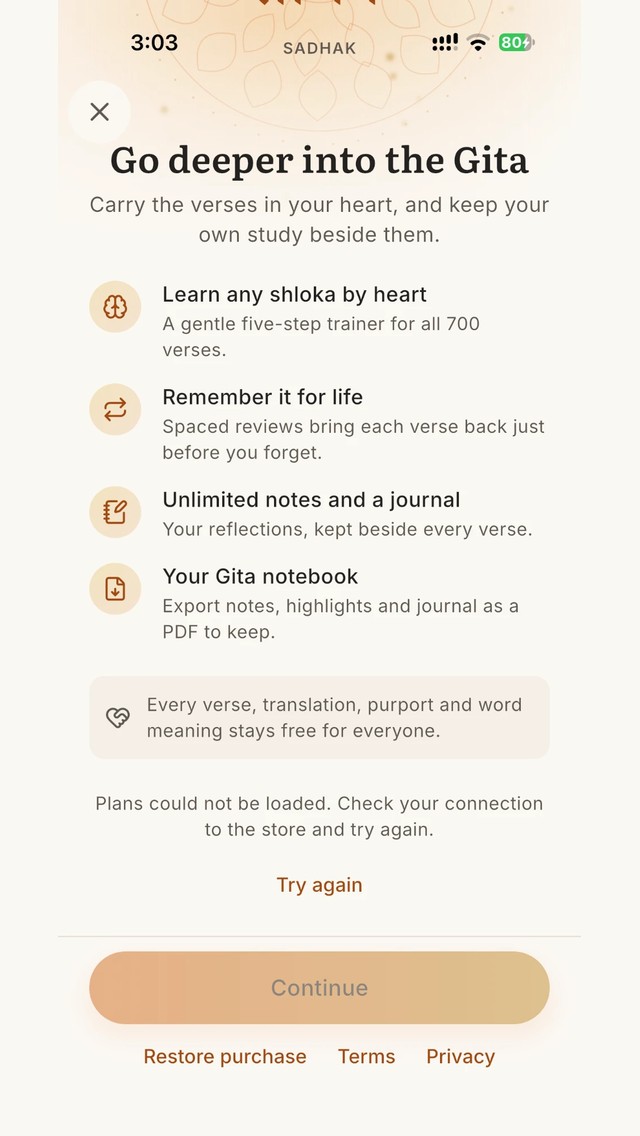 3:03
SADHAK
80
Go deeper into the Gita
Carry the verses in your heart, and keep your
own study beside them.
Learn any shloka by heart
A gentle five-step trainer for all 700
verses.
Remember it for life
Spaced reviews bring each verse back just
before you forget.
Unlimited notes and a journal
Your reflections, kept beside every verse.
Your Gita notebook
Export notes, highlights and journal as a
PDF to keep.
Every verse, translation, purport and word
meaning stays free for everyone.
Plans could not be loaded. Check your connection
to the store and try again.
Try again
Continue
Restore purchase
Terms
Privacy